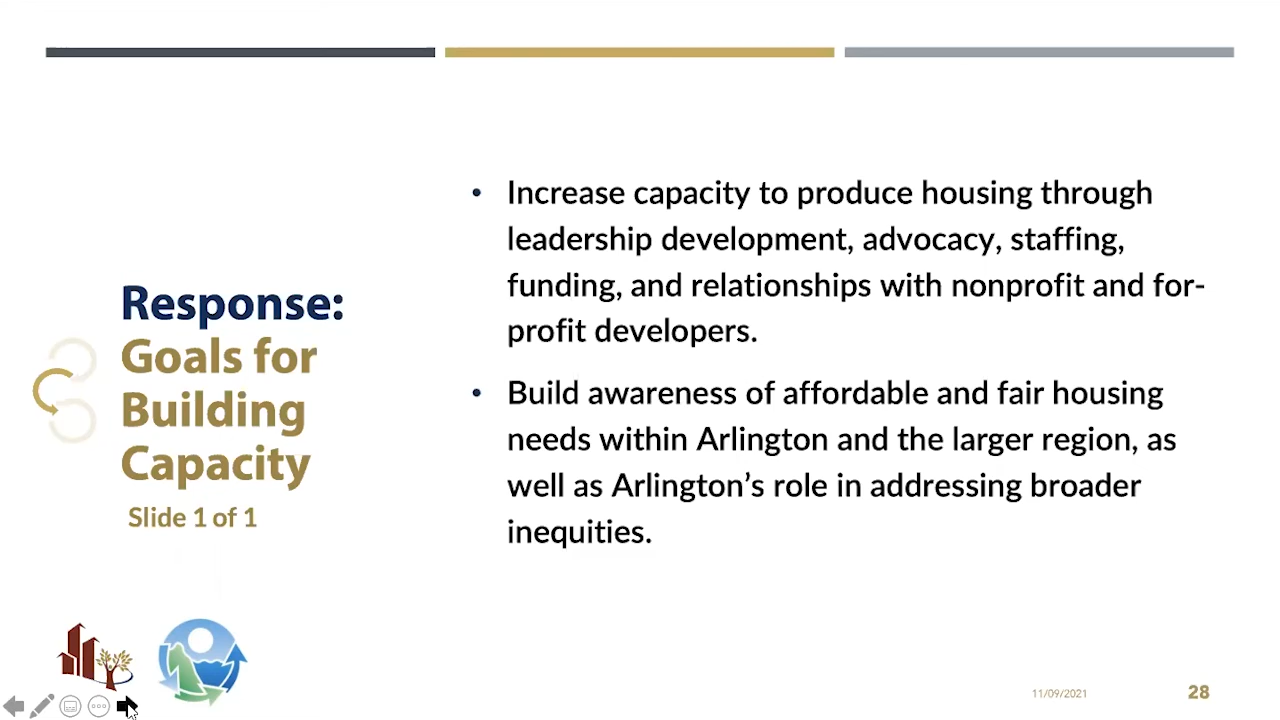 Response:
Goals for
Building
Capacity
Slide 1 of 1
• Increase capacity to produce housing through
leadership development, advocacy, staffing,
funding, and relationships with nonprofit and for-
profit developers.
• Build awareness of affordable and fair housing
needs within Arlington and the larger region, as
well as Arlington’s role in addressing broader
inequities.
11/09/2021
28